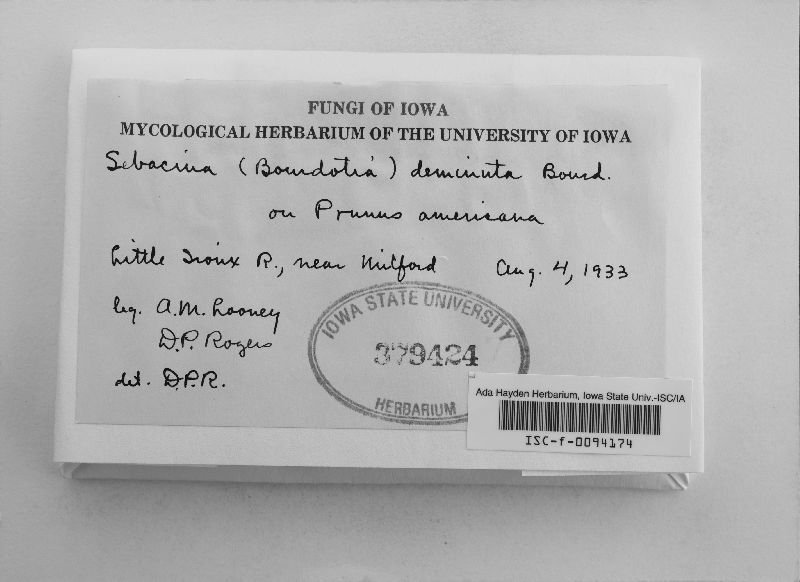 FUNGI OF IOWA
MYCOLOGICAL HERBARIUM OF THE UNIVERSITY OF IOWA
Sebacina (Bourdotia) deminuta Bourd.
on Prunus americana
Little Sioux R., near Milford Aug. 4, 1933
leg. A.M. Looney
D.P. Rogers
det. D.P.R.
IOWA STATE UNIVERSITY
379424
HERBARIUM
Ada Hayden Herbarium, Iowa State Univ.-ISC/IA
ISC-f-0094174